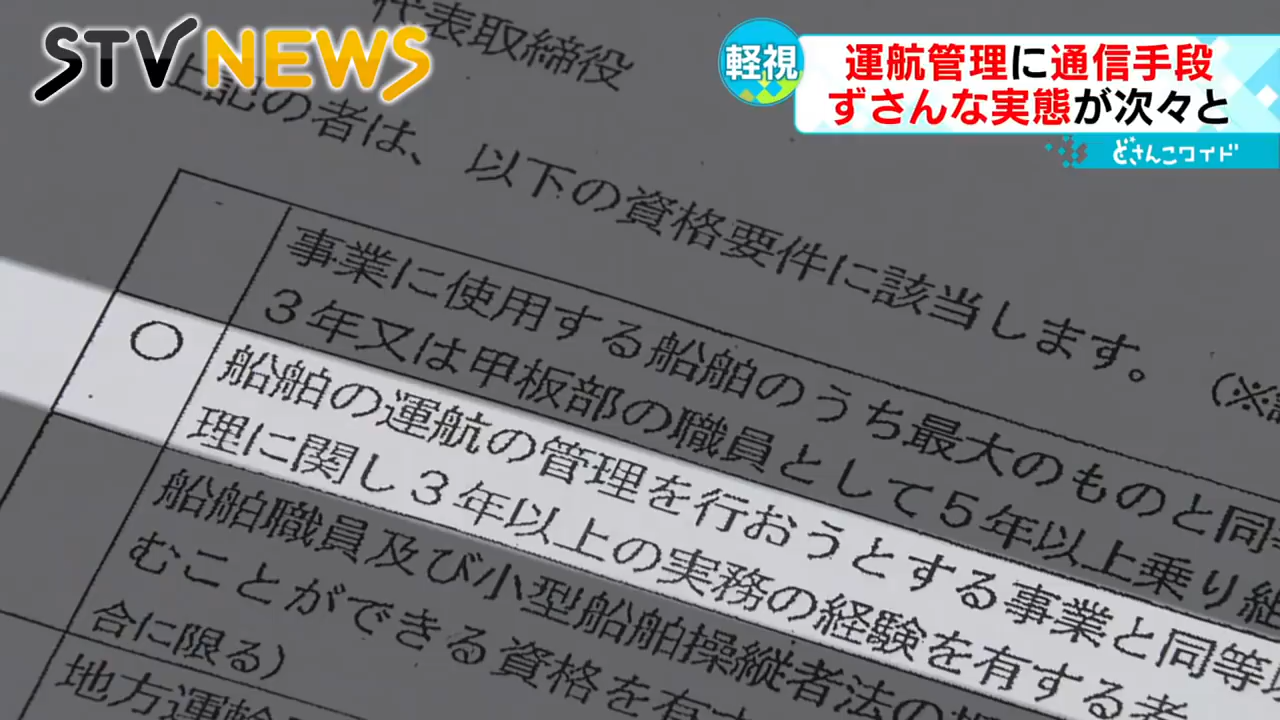 STV NEWS
軽視
運航管理に通信手段
ずさんな実態が次々と
どさんこワイド
代表取締役
上記の者は、以下の資格要件に該当します。(※
事業に使用する船舶のうち最大のものと同等
3年又は甲板部の職員として5年以上乗り組
○
船舶の運航の管理を行おうとする事業と同等
理に関し3年以上の実務の経験を有する者
船舶職員及び小型船舶操縦者法の
むことができる資格を有す
合に限る)
地方運輸